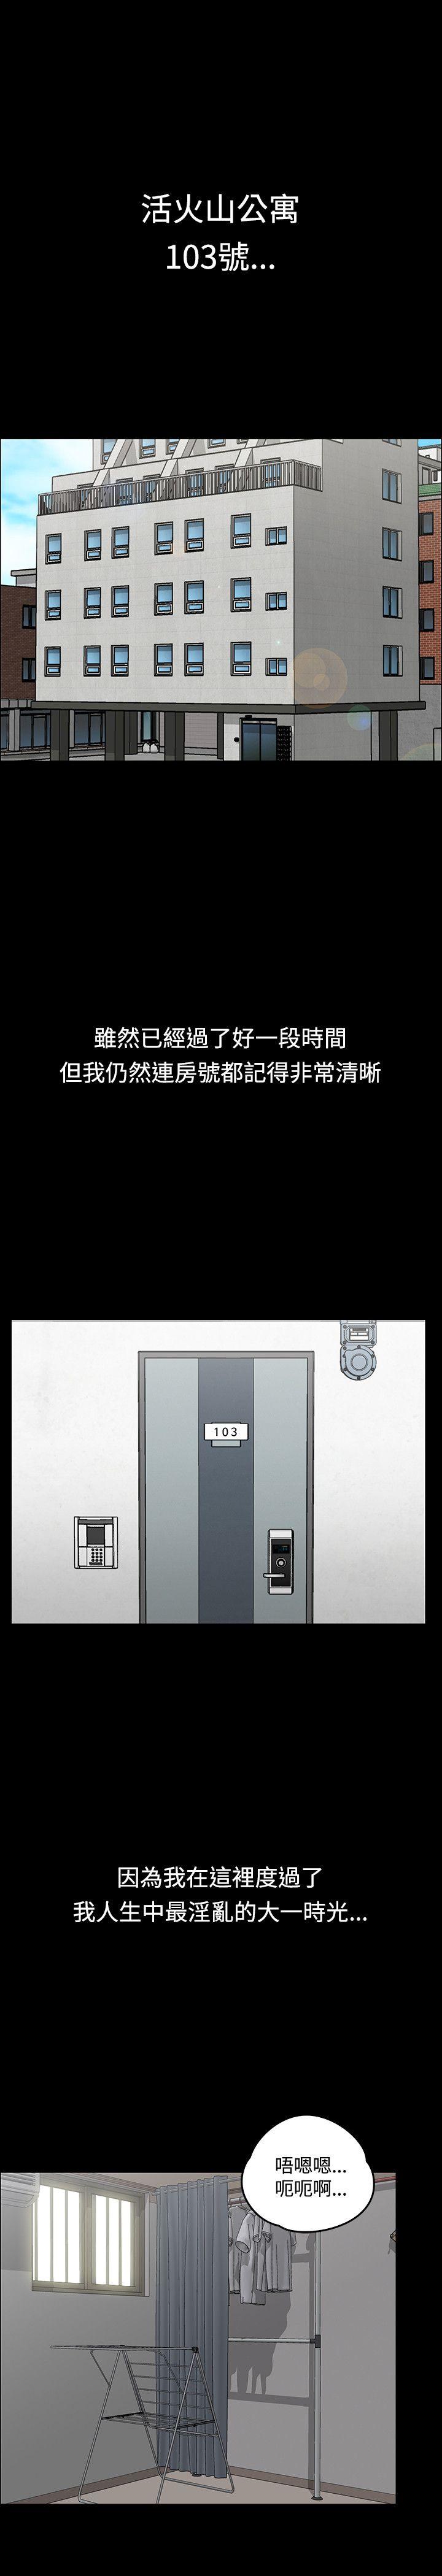 活火山公寓
103號...
雖然已經過了好一段時間
但我仍然連房號都記得非常清晰
103
因為我在這裡度過了
我人生中最淫亂的大一時光...
唔嗯嗯...
呃呃啊...